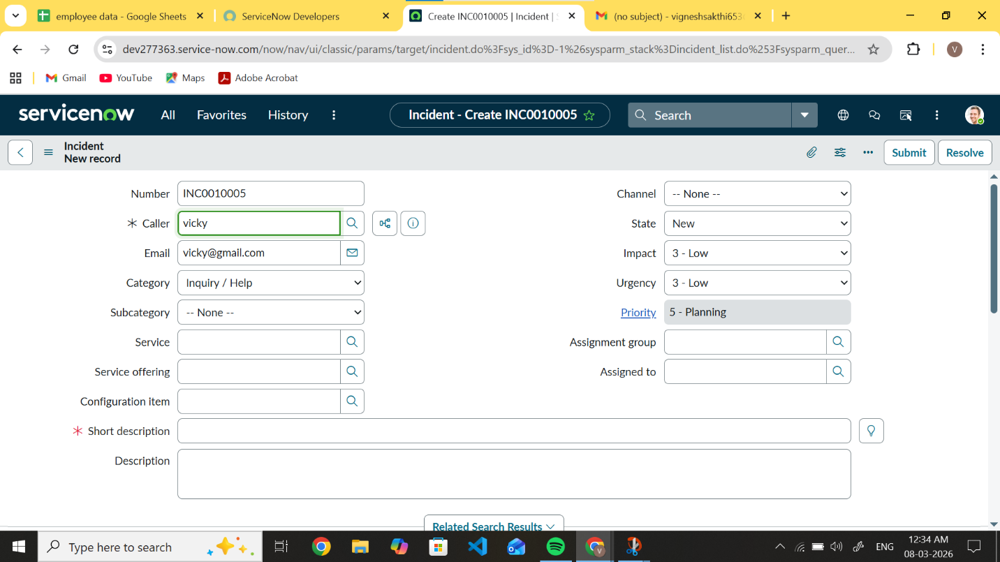 employee data - Google Sheets
ServiceNow Developers
Create INC0010005 | Incident | S
(no subject) - vigneshsakthi653
dev277363.service-now.com/now/nav/ui/classic/params/target/incident.do%3Fsys_id%3D-1%26sysparm_stack%3Dincident_list.do%253Fsysparm_quer...
V
Gmail
YouTube
Maps
Adobe Acrobat
servicenow
All
Favorites
History
Incident - Create INC0010005
Search
Incident
New record
Submit
Resolve
Number
INC0010005
Channel
-- None --
Caller
vicky
State
New
Email
vicky@gmail.com
Impact
3 - Low
Category
Inquiry / Help
Urgency
3 - Low
Subcategory
-- None --
Priority
5 - Planning
Service
Assignment group
Service offering
Assigned to
Configuration item
Short description
Description
Related Search Results
Type here to search
ENG
12:34 AM
08-03-2026